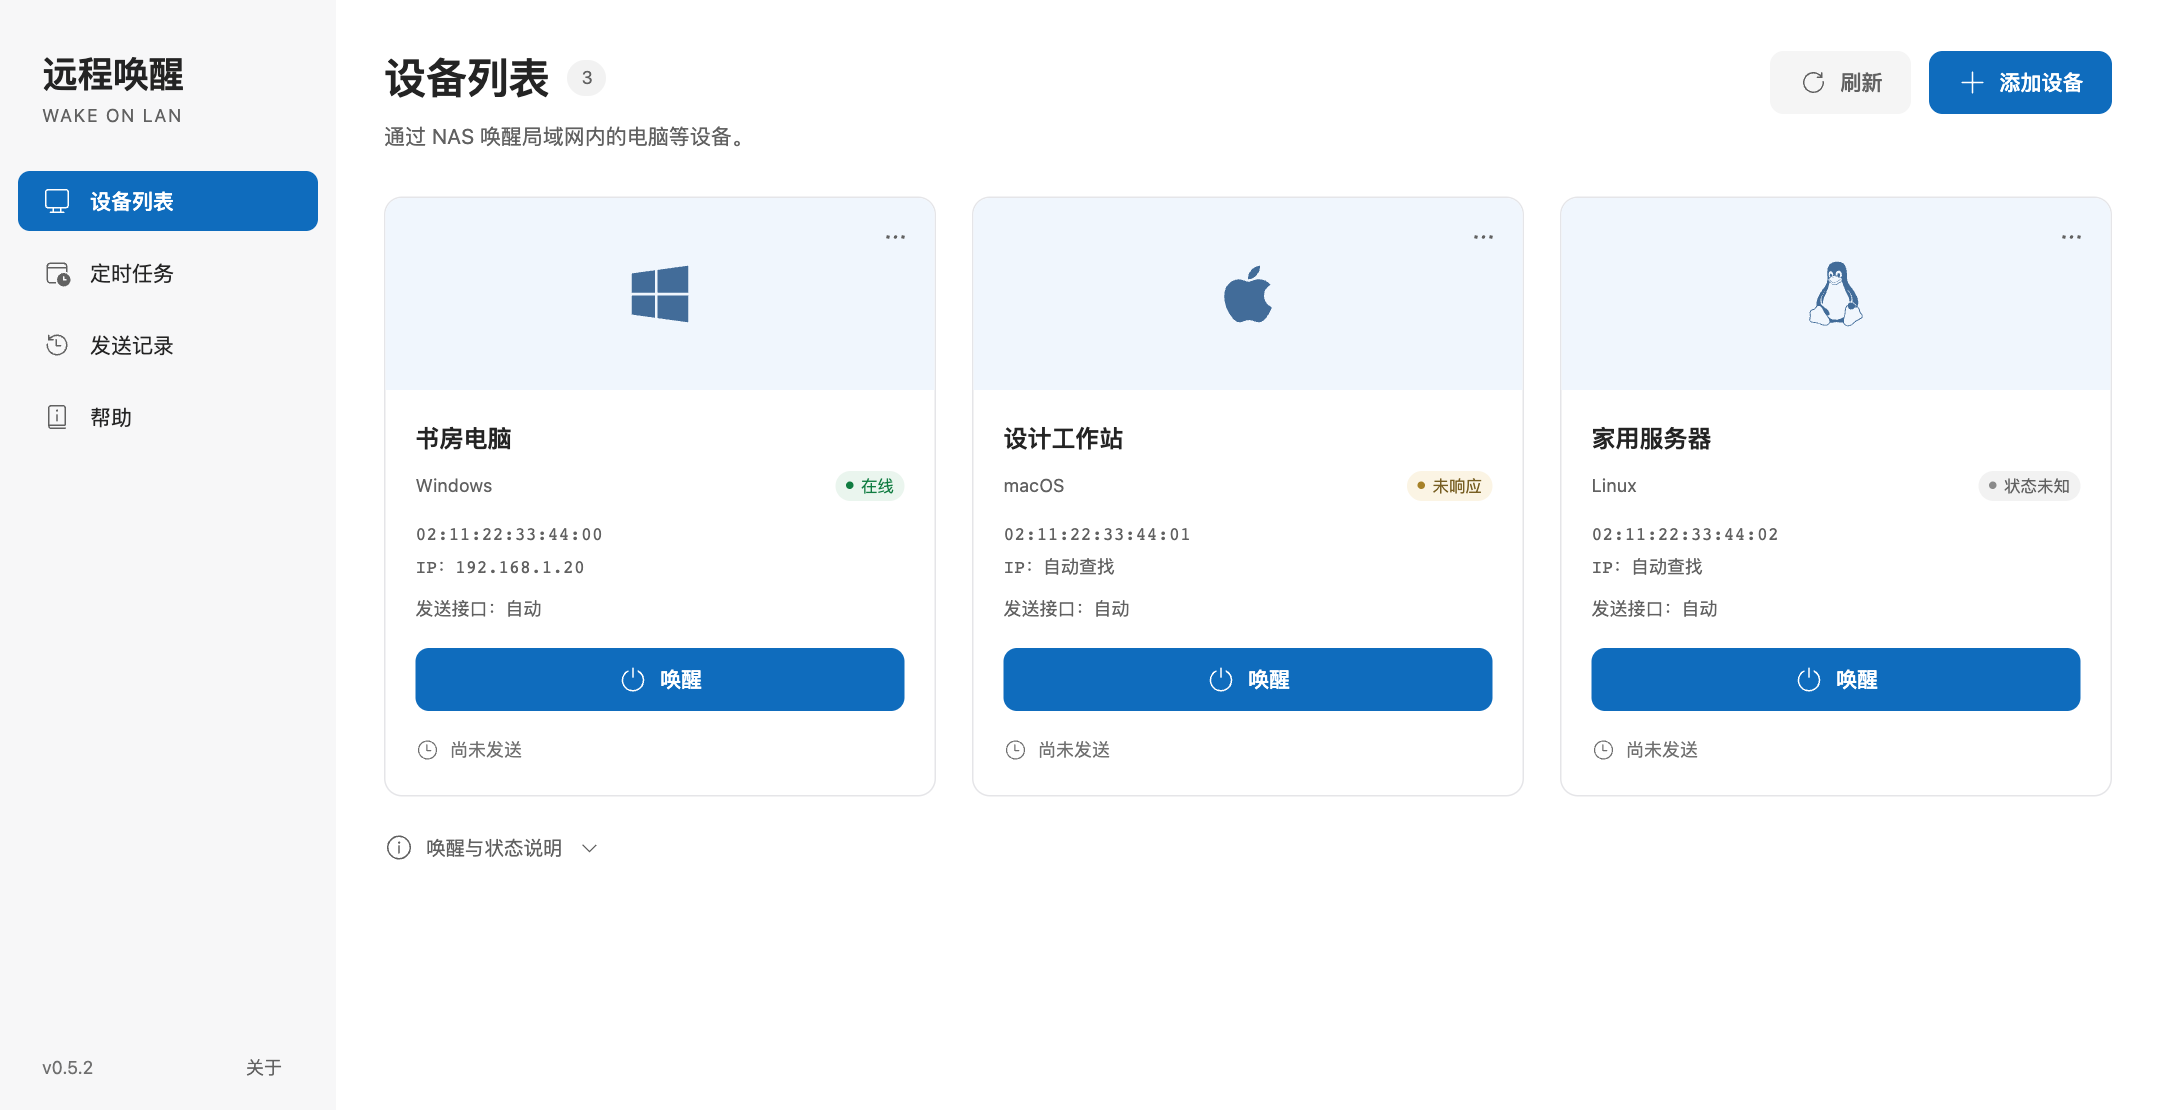 远程唤醒
WAKE ON LAN
设备列表
定时任务
发送记录
帮助
v0.5.2
关于
设备列表 3
通过 NAS 唤醒局域网内的电脑等设备。
刷新
添加设备
书房电脑
Windows
在线
02:11:22:33:44:00
IP：192.168.1.20
发送接口：自动
唤醒
尚未发送
设计工作站
macOS
未响应
02:11:22:33:44:01
IP：自动查找
发送接口：自动
唤醒
尚未发送
家用服务器
Linux
状态未知
02:11:22:33:44:02
IP：自动查找
发送接口：自动
唤醒
尚未发送
唤醒与状态说明